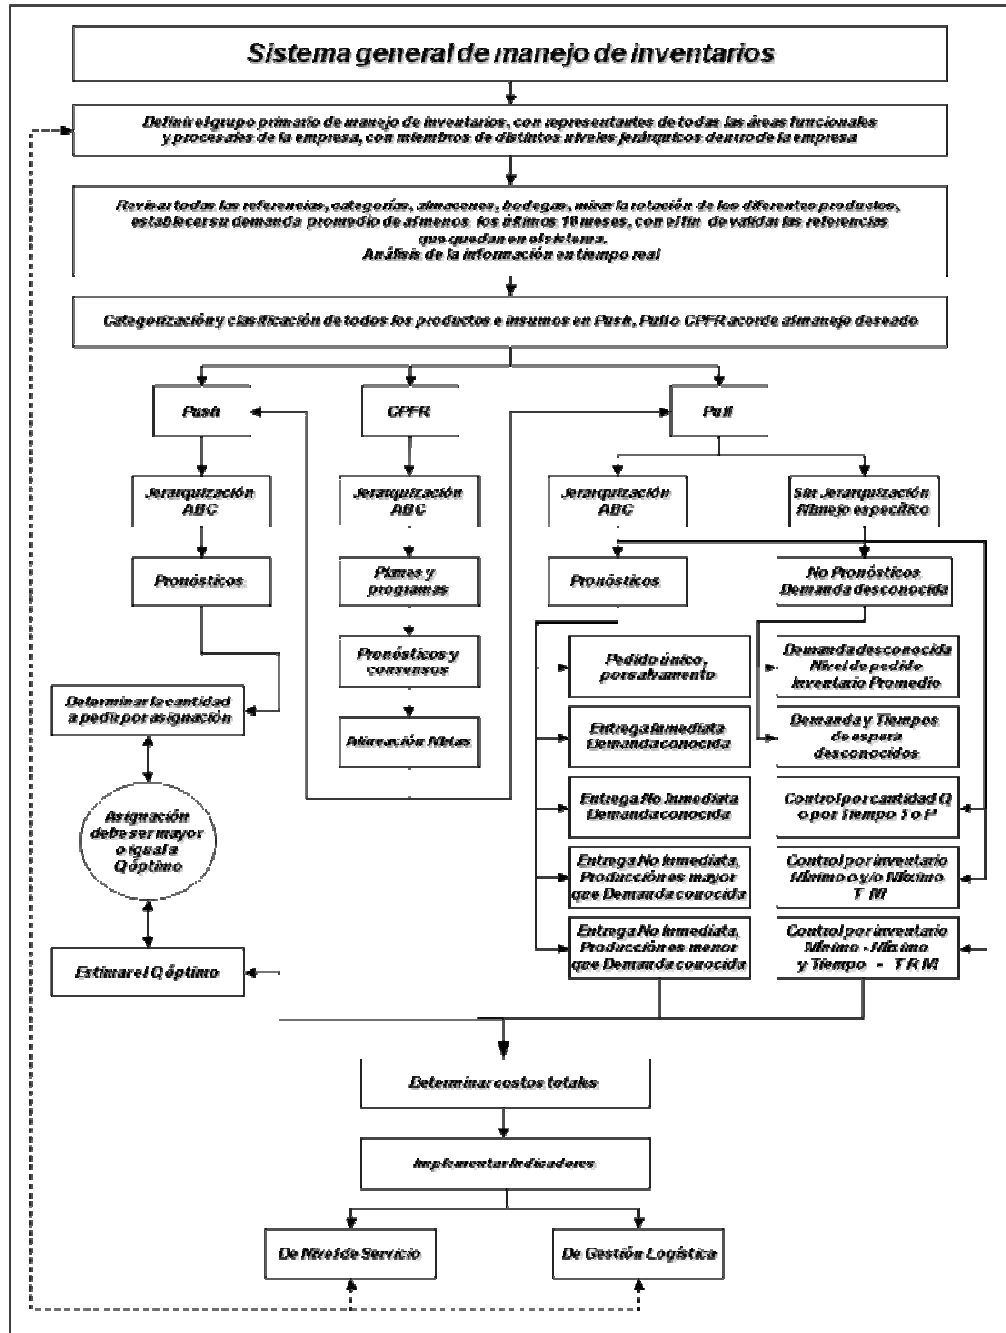 Sistema general de manejo de inventarios
Definir el grupo primario de manejo de inventarios, con representantes de todas las áreas funcionales
y procesales de la empresa, con miembros de distintos niveles jerárquicos dentro de la empresa
Revisar todas las referencias, categorías, almacenes, bodegas, mirar la rotación de los diferentes productos,
establecer su demanda promedio de al menos los últimos 18 meses, con el fin de validar las referencias
que quedan en el sistema.
Análisis de la información en tiempo real
Categorización y clasificación de todos los productos e insumos en Push, Pull o CPFR acorde al manejo deseado
Push
CPFR
Pull
Jerarquización
ABC
Jerarquización
ABC
Jerarquización
ABC
Sin Jerarquización
Manejo específico
Pronósticos
Planes y
programas
Pronósticos
No Pronósticos
Demanda desconocida
Pronósticos y
consensos
Pedido único,
por salvamento
Demanda desconocida
Nivel de pedido
Inventario Promedio
Determinar la cantidad
a pedir por asignación
Alineación Metas
Entrega Inmediata
Demanda conocida
Demanda y Tiempos
de espera
desconocidos
Asignación
debe ser mayor
o igual a
Q óptimo
Entrega No Inmediata
Demanda conocida
Control por cantidad Q
o por Tiempo
Entrega No Inmediata,
Producción es mayor
que Demanda conocida
Control por inventario
Mínimo o y/o Máximo
T M
Estimar el Q óptimo
Entrega No Inmediata,
Producción es menor
que Demanda conocida
Control por inventario
Mínimo - Máximo
y Tiempo - T R M
Determinar costos totales
Implementar Indicadores
De Nivel de Servicio
De Gestión Logística